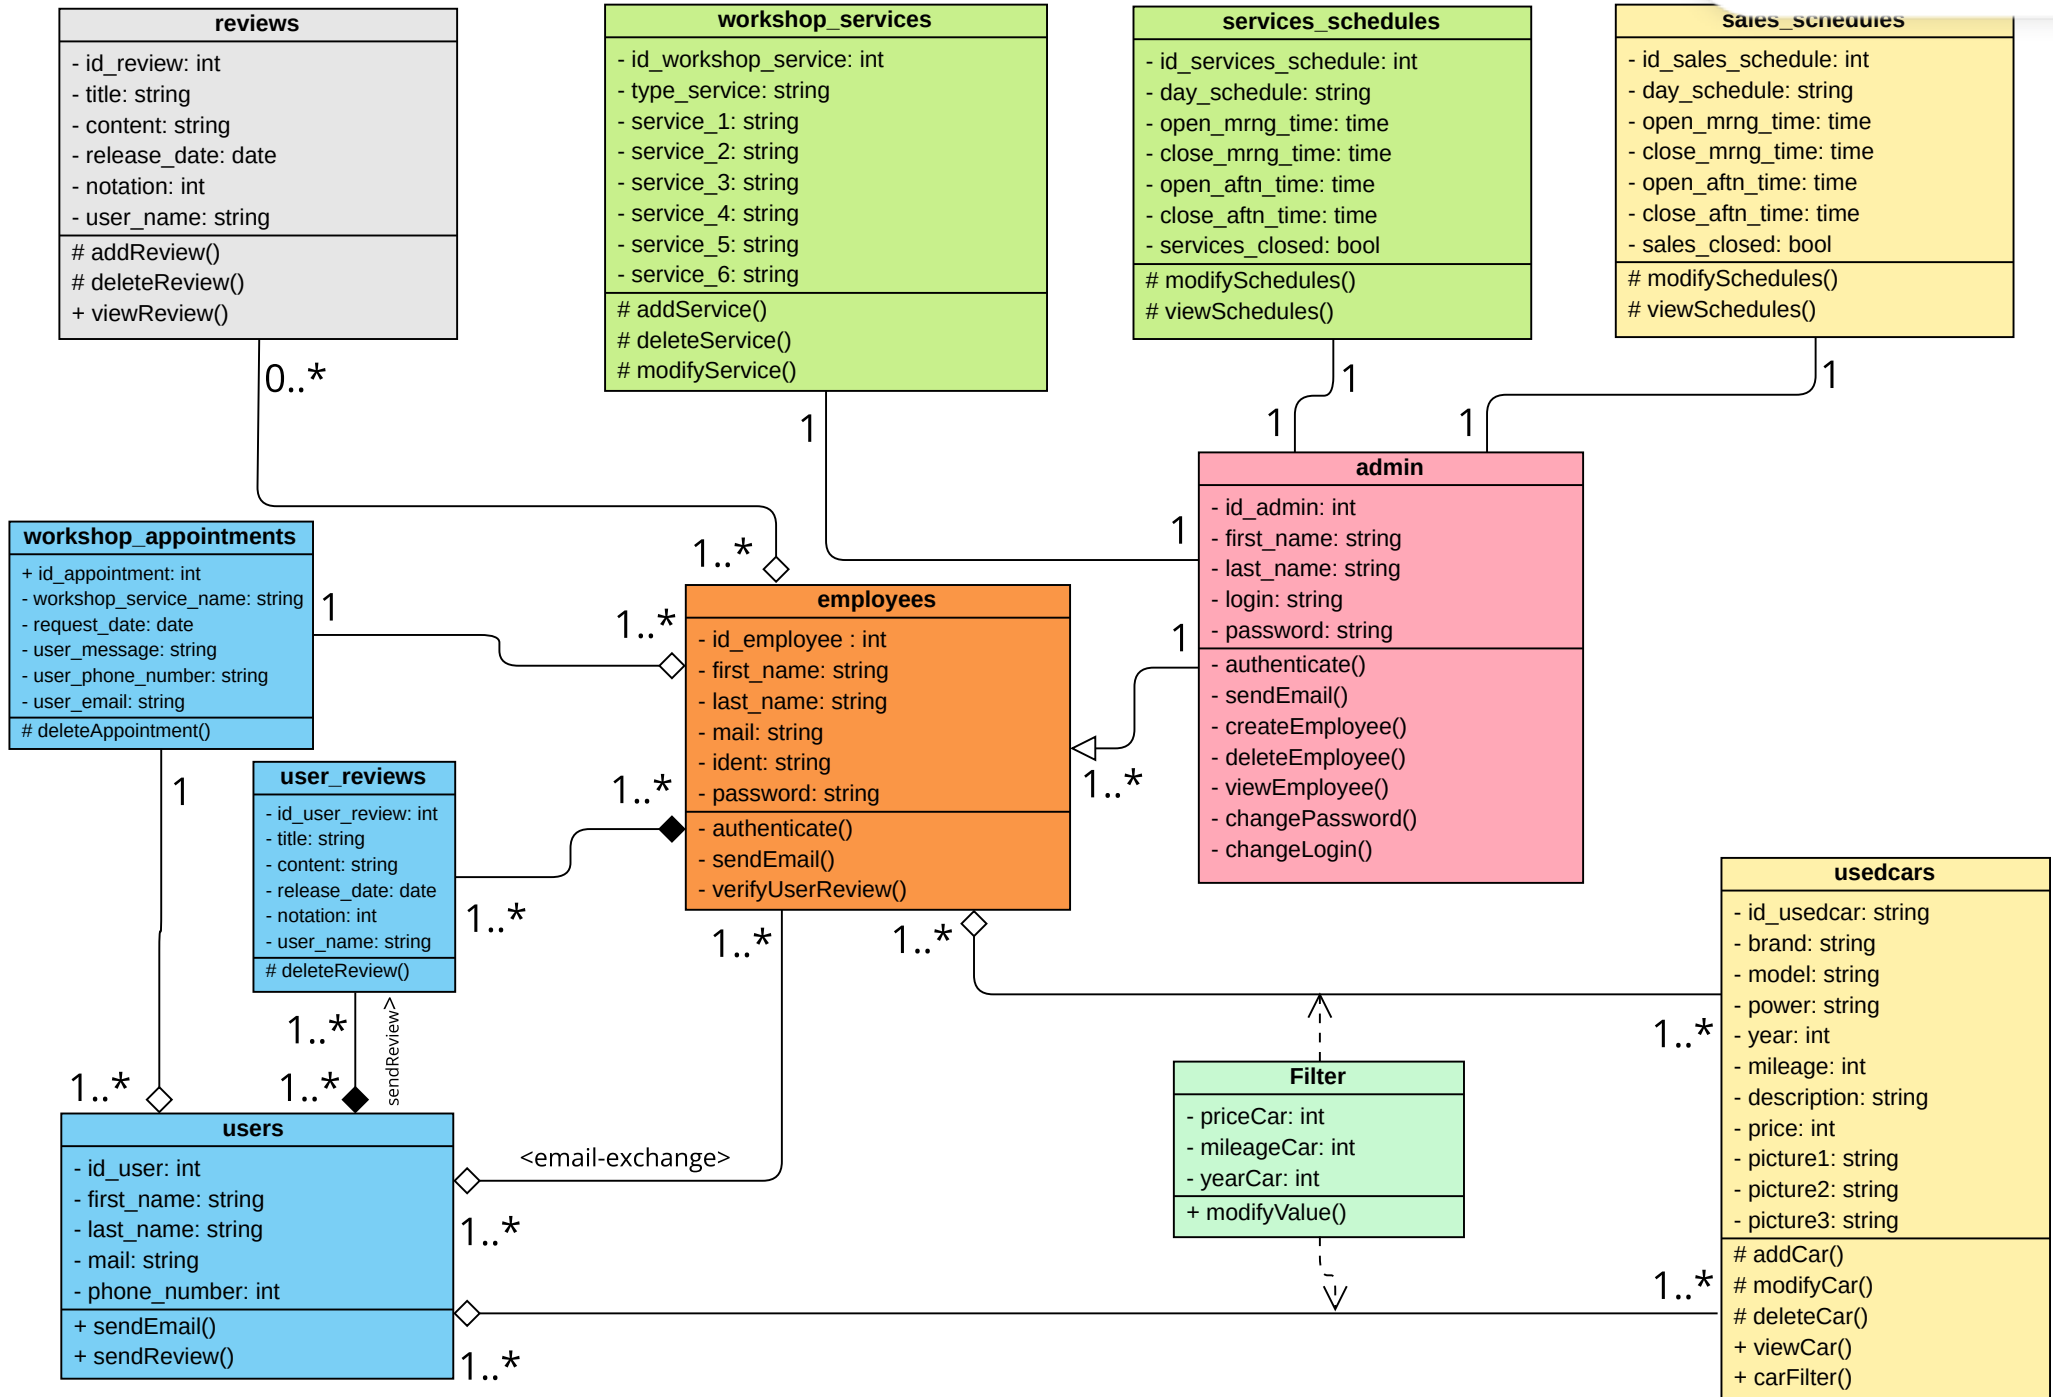 reviews
- id_review: int
- title: string
- content: string
- release_date: date
- notation: int
- user_name: string
# addReview()
# deleteReview()
+ viewReview()
workshop_services
- id_workshop_service: int
- type_service: string
- service_1: string
- service_2: string
- service_3: string
- service_4: string
- service_5: string
- service_6: string
# addService()
# deleteService()
# modifyService()
services_schedules
- id_services_schedule: int
- day_schedule: string
- open_mrng_time: time
- close_mrng_time: time
- open_aftn_time: time
- close_aftn_time: time
- services_closed: bool
# modifySchedules()
# viewSchedules()
sales_schedules
- id_sales_schedule: int
- day_schedule: string
- open_mrng_time: time
- close_mrng_time: time
- open_aftn_time: time
- close_aftn_time: time
- sales_closed: bool
# modifySchedules()
# viewSchedules()
0..*
1
1
1
1
1
1
1..*
workshop_appointments
+ id_appointment: int
- workshop_service_name: string
- request_date: date
- user_message: string
- user_phone_number: string
- user_email: string
# deleteAppointment()
1
1..*
employees
- id_employee : int
- first_name: string
- last_name: string
- mail: string
- ident: string
- password: string
- authenticate()
- sendEmail()
- verifyUserReview()
admin
- id_admin: int
- first_name: string
- last_name: string
- login: string
- password: string
- authenticate()
- sendEmail()
- createEmployee()
- deleteEmployee()
- viewEmployee()
- changePassword()
- changeLogin()
1
1..*
1
user_reviews
- id_user_review: int
- title: string
- content: string
- release_date: date
- notation: int
- user_name: string
# deleteReview()
1..*
1..*
1..*
1..*
usedcars
- id_usedcar: string
- brand: string
- model: string
- power: string
- year: int
- mileage: int
- description: string
- price: int
- picture1: string
- picture2: string
- picture3: string
# addCar()
# modifyCar()
# deleteCar()
+ viewCar()
+ carFilter()
1..*
sendReview>
1..*
1..*
1..*
Filter
- priceCar: int
- mileageCar: int
- yearCar: int
+ modifyValue()
users
- id_user: int
- first_name: string
- last_name: string
- mail: string
- phone_number: int
+ sendEmail()
+ sendReview()
<email-exchange>
1..*
1..*
1..*